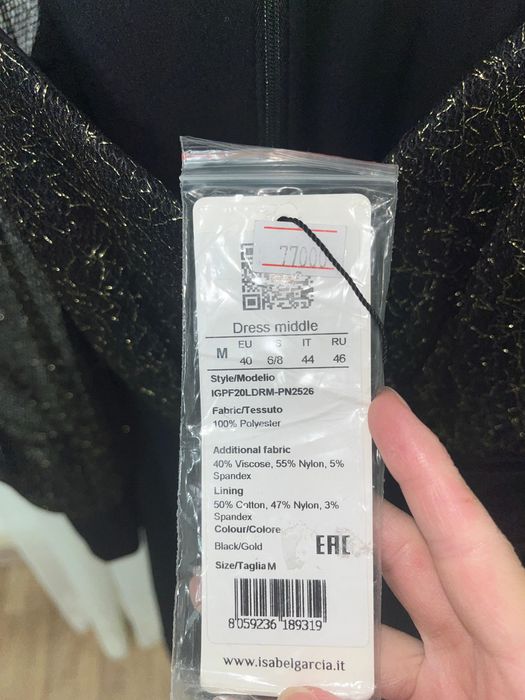 77000
Dress middle
M
EU S IT RU
40 6/8 44 46
Style/Modelio
IGPF20LDRM-PN2526
Fabric/Tessuto
100% Polyester
Additional fabric
40% Viscose, 55% Nylon, 5%
Spandex
Lining
50% Cotton, 47% Nylon, 3%
Spandex
Colour/Colore
Black/Gold
EAC
Size/Taglia M
8 059236 189319
www.isabelgarcia.it